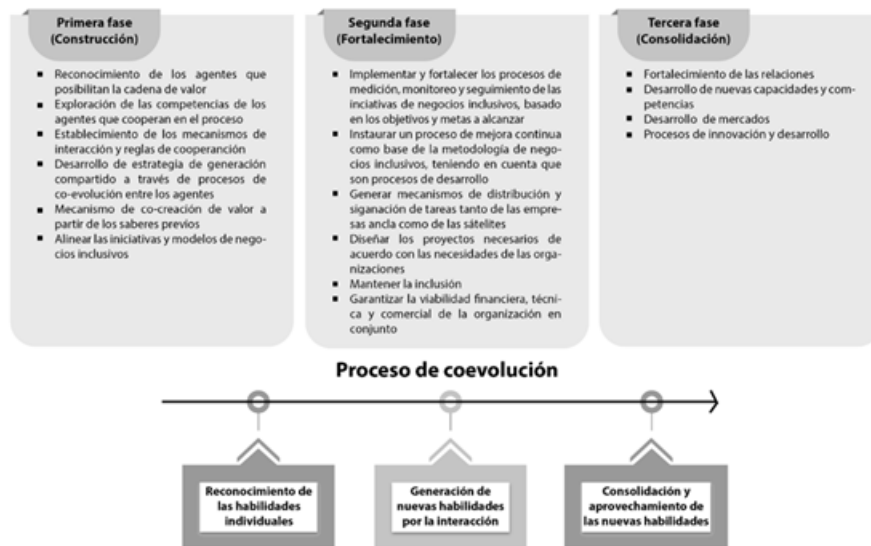 Primera fase
(Construcción)
Reconocimiento de los agentes que
posibilitan la cadena de valor
Exploración de las competencias de los
agentes que cooperan en el proceso
Establecimiento de los mecanismos de
interacción y reglas de cooperanción
Desarrollo de estrategia de generación
compartido a través de procesos de
co-evolución entre los agentes
Mecanismo de co-creación de valor a
partir de los saberes previos
Alinear las iniciativas y modelos de nego-
cios inclusivos
Segunda fase
(Fortalecimiento)
Implementar y fortalecer los procesos de
medición, monitoreo y seguimiento de las
inciativas de negocios inclusivos, basado
en los objetivos y metas a alcanzar
Instaurar un proceso de mejora continua
como base de la metodología de nego-
cios inclusivos, teniendo en cuenta que
son procesos de desarrollo
Generar mecanismos de distribución y
siganación de tareas tanto de las empre-
sas ancla como de las sátelites
Diseñar los proyectos necesarios de
acuerdo con las necesidades de las orga-
nizaciones
Mantener la inclusión
Garantizar la viabilidad financiera, técni-
ca y comercial de la organización en
conjunto
Tercera fase
(Consolidación)
Fortalecimiento de las relaciones
Desarrollo de nuevas capacidades y com-
petencias
Desarrollo de mercados
Procesos de innovación y desarrollo
Proceso de coevolución
Reconocimiento de
las habilidades
individuales
Generación de
nuevas habilidades
por la interacción
Consolidación y
aprovechamiento de
las nuevas habilidades